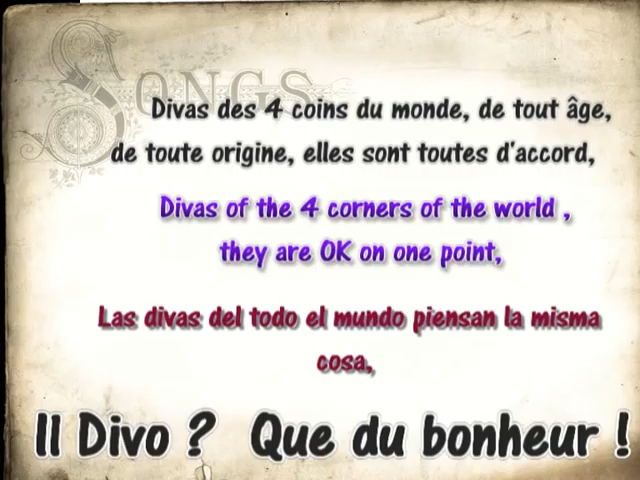 SONGS
Divas des 4 coins du monde, de tout âge,
de toute origine, elles sont toutes d'accord,
Divas of the 4 corners of the world ,
they are OK on one point,
Las divas del todo el mundo piensan la misma
cosa,
Il Divo ? Que du bonheur !